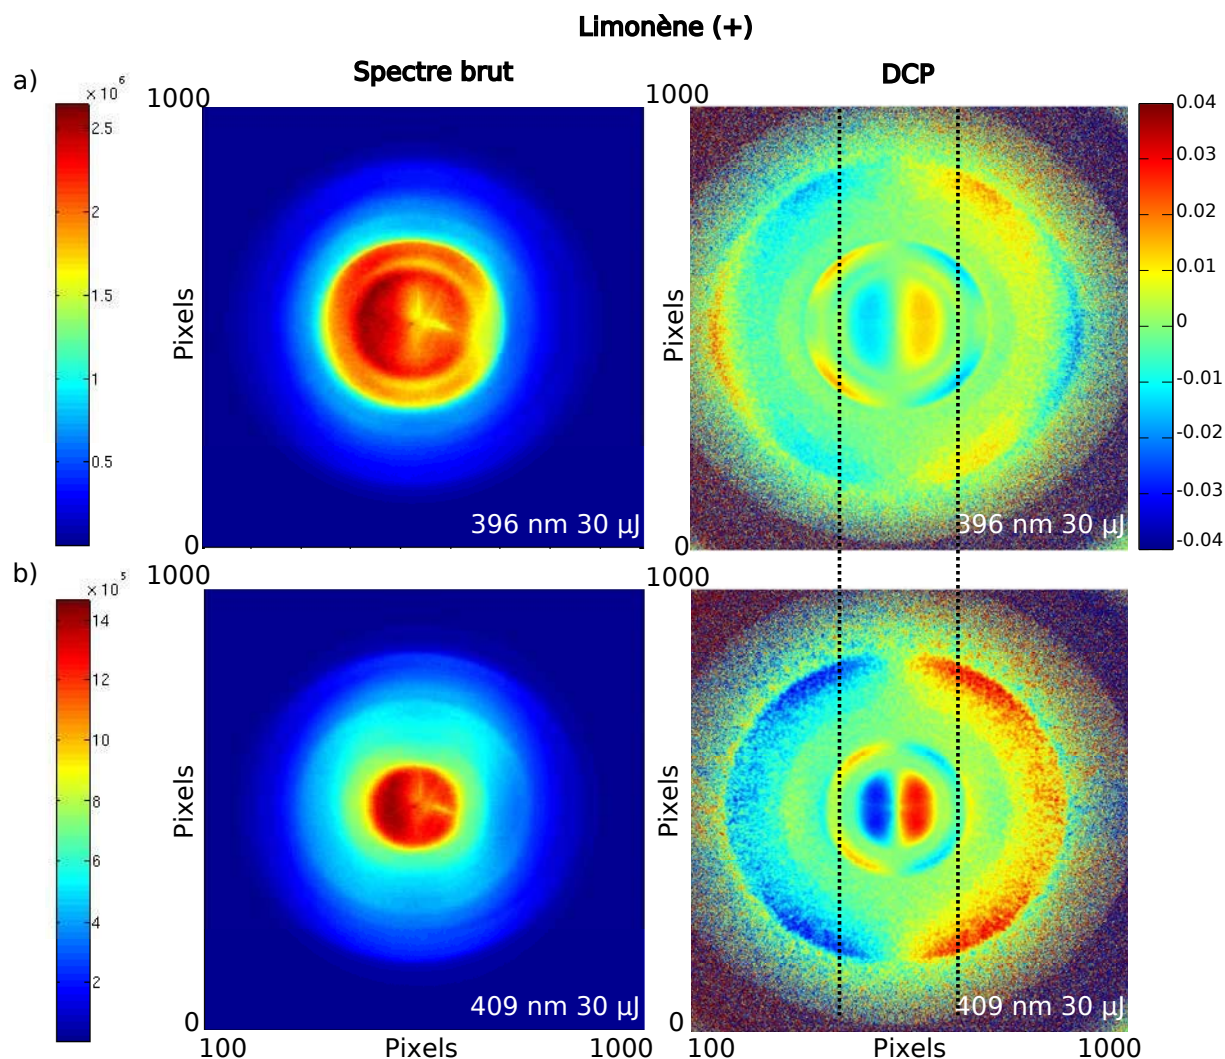 Limonène (+)
Spectre brut
DCP
a)
× 10⁶
2.5
2
1.5
1
0.5
1000
Pixels
0
396 nm 30 µJ
1000
Pixels
0
396 nm 30 µJ
0.04
0.03
0.02
0.01
0
-0.01
-0.02
-0.03
-0.04
b)
× 10⁵
14
12
10
8
6
4
2
1000
Pixels
0
409 nm 30 µJ
100 Pixels 1000
1000
Pixels
0
409 nm 30 µJ
100 Pixels 1000